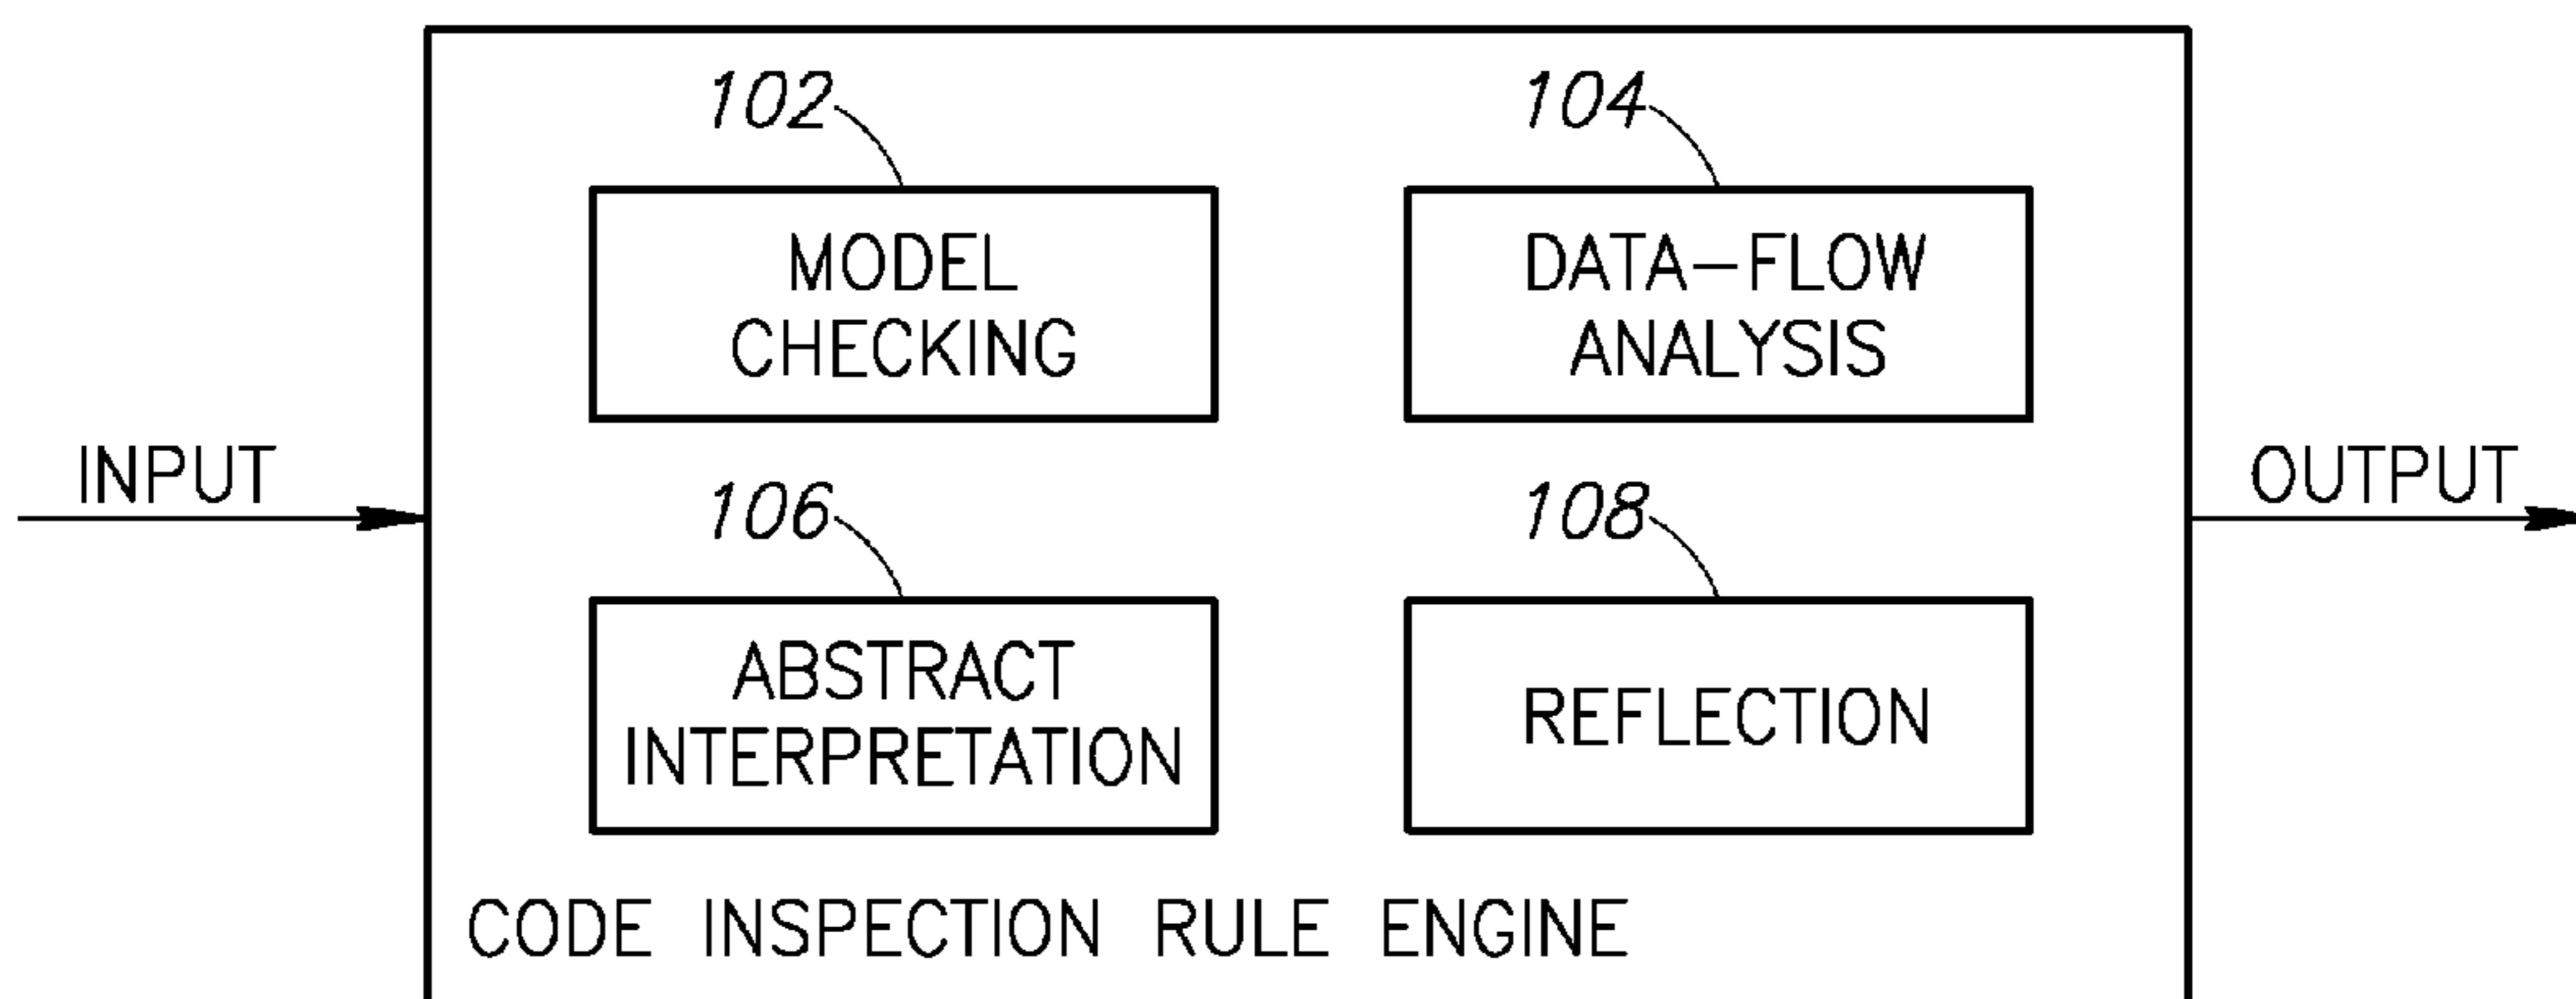 102
104
MODEL
CHECKING
DATA-FLOW
ANALYSIS
INPUT
OUTPUT
106
108
ABSTRACT
INTERPRETATION
REFLECTION
CODE INSPECTION RULE ENGINE